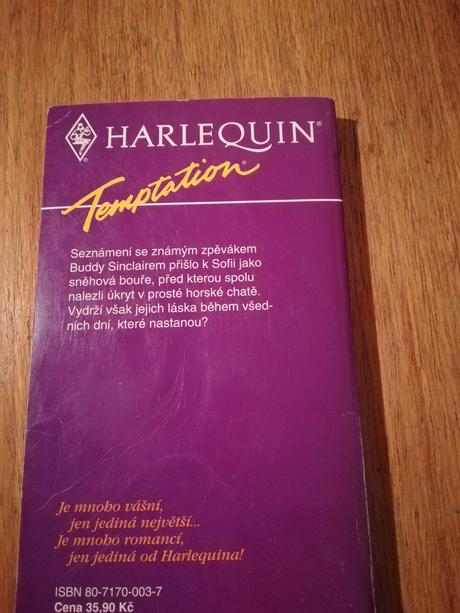 HARLEQUIN®
Temptation®
Seznámení se známým zpěvákem
Buddy Sinclairem přišlo k Sofii jako
sněhová bouře, před kterou spolu
nalezli úkryt v prosté horské chatě.
Vydrží však jejich láska během všed-
ních dní, které nastanou?
Je mnoho vášní,
jen jediná největší...
Je mnoho romancí,
jen jediná od Harlequina!
ISBN 80-7170-003-7
Cena 35,90 Kč